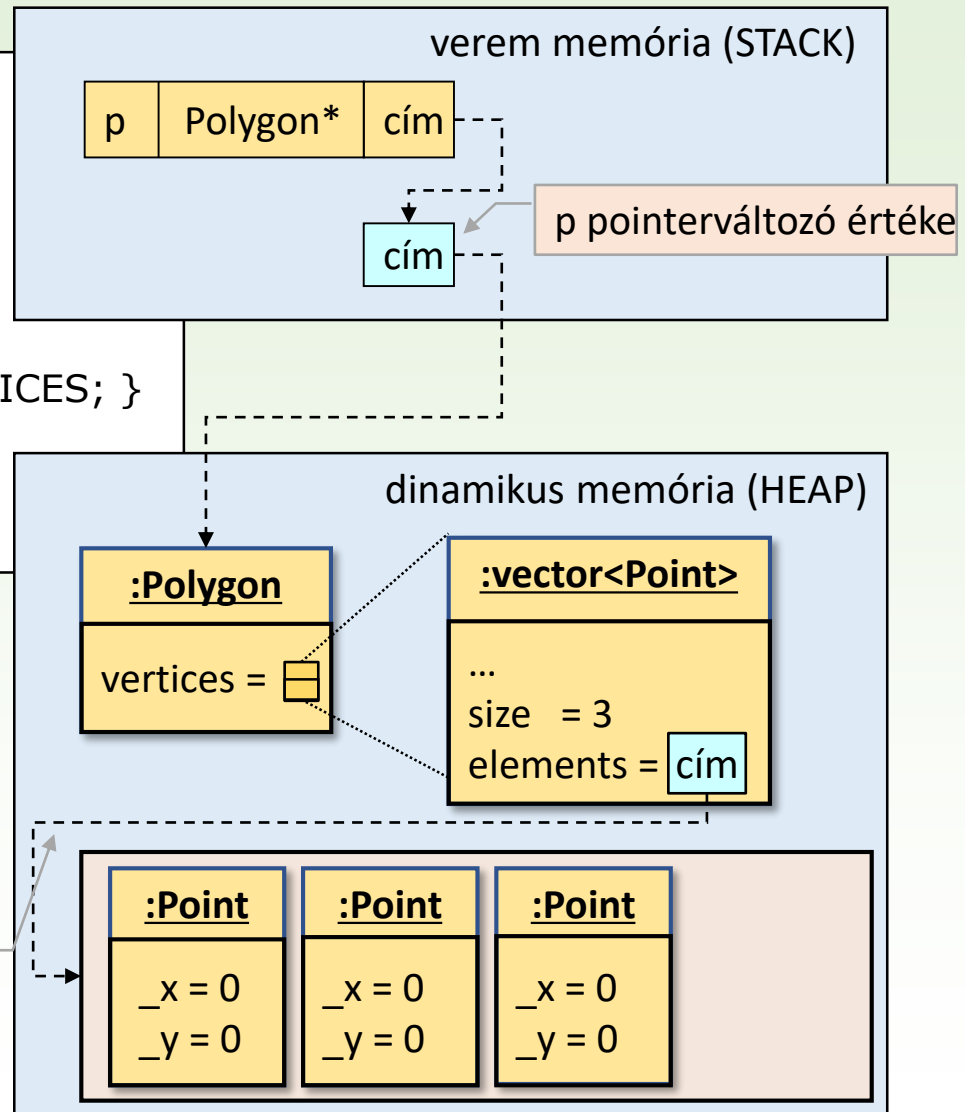 verem memória (STACK)
p Polygon* cím
p pointerváltozó értéke
cím
ICES; }
dinamikus memória (HEAP)
:Polygon
vertices =
:vector<Point>
...
size = 3
elements = cím
:Point :Point :Point
_x = 0 _x = 0 _x = 0
_y = 0 _y = 0 _y = 0